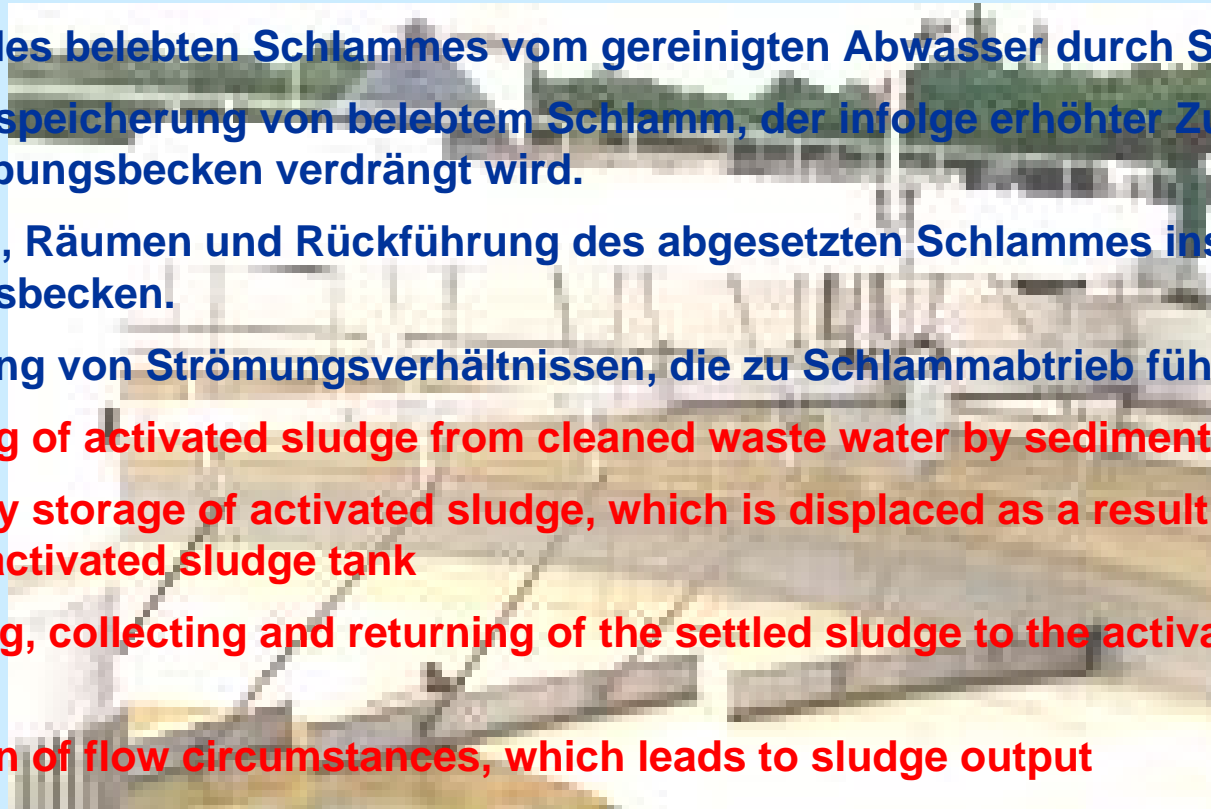 des belebten Schlammes vom gereinigten Abwasser durch S
speicherung von belebtem Schlamm, der infolge erhöhter Zu
bungsbecken verdrängt wird.
, Räumen und Rückführung des abgesetzten Schlammes ins
sbecken.
ng von Strömungsverhältnissen, die zu Schlammabtrieb füh
g of activated sludge from cleaned waste water by sediment
y storage of activated sludge, which is displaced as a result
activated sludge tank
g, collecting and returning of the settled sludge to the activa
n of flow circumstances, which leads to sludge output